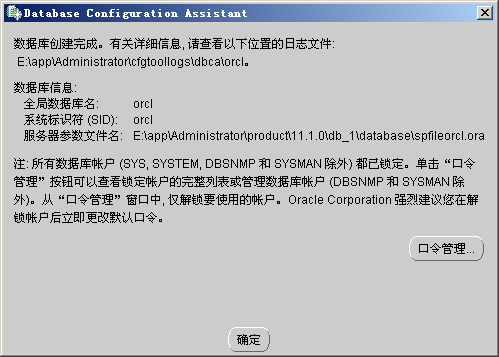 Database Configuration Assistant
数据库创建完成。有关详细信息, 请查看以下位置的日志文件:
E:\app\Administrator\cfgtoollogs\dbca\orcl。
数据库信息:
全局数据库名: orcl
系统标识符 (SID): orcl
服务器参数文件名: E:\app\Administrator\product\11.1.0\db_1\database\spfileorcl.ora
注: 所有数据库帐户 (SYS, SYSTEM, DBSNMP 和 SYSMAN 除外) 都已锁定。单击“口令
管理”按钮可以查看锁定帐户的完整列表或管理数据库帐户 (DBSNMP 和 SYSMAN 除
外)。从“口令管理”窗口中, 仅解锁要使用的帐户。Oracle Corporation 强烈建议您在解
锁帐户后立即更改默认口令。
口令管理...
确定